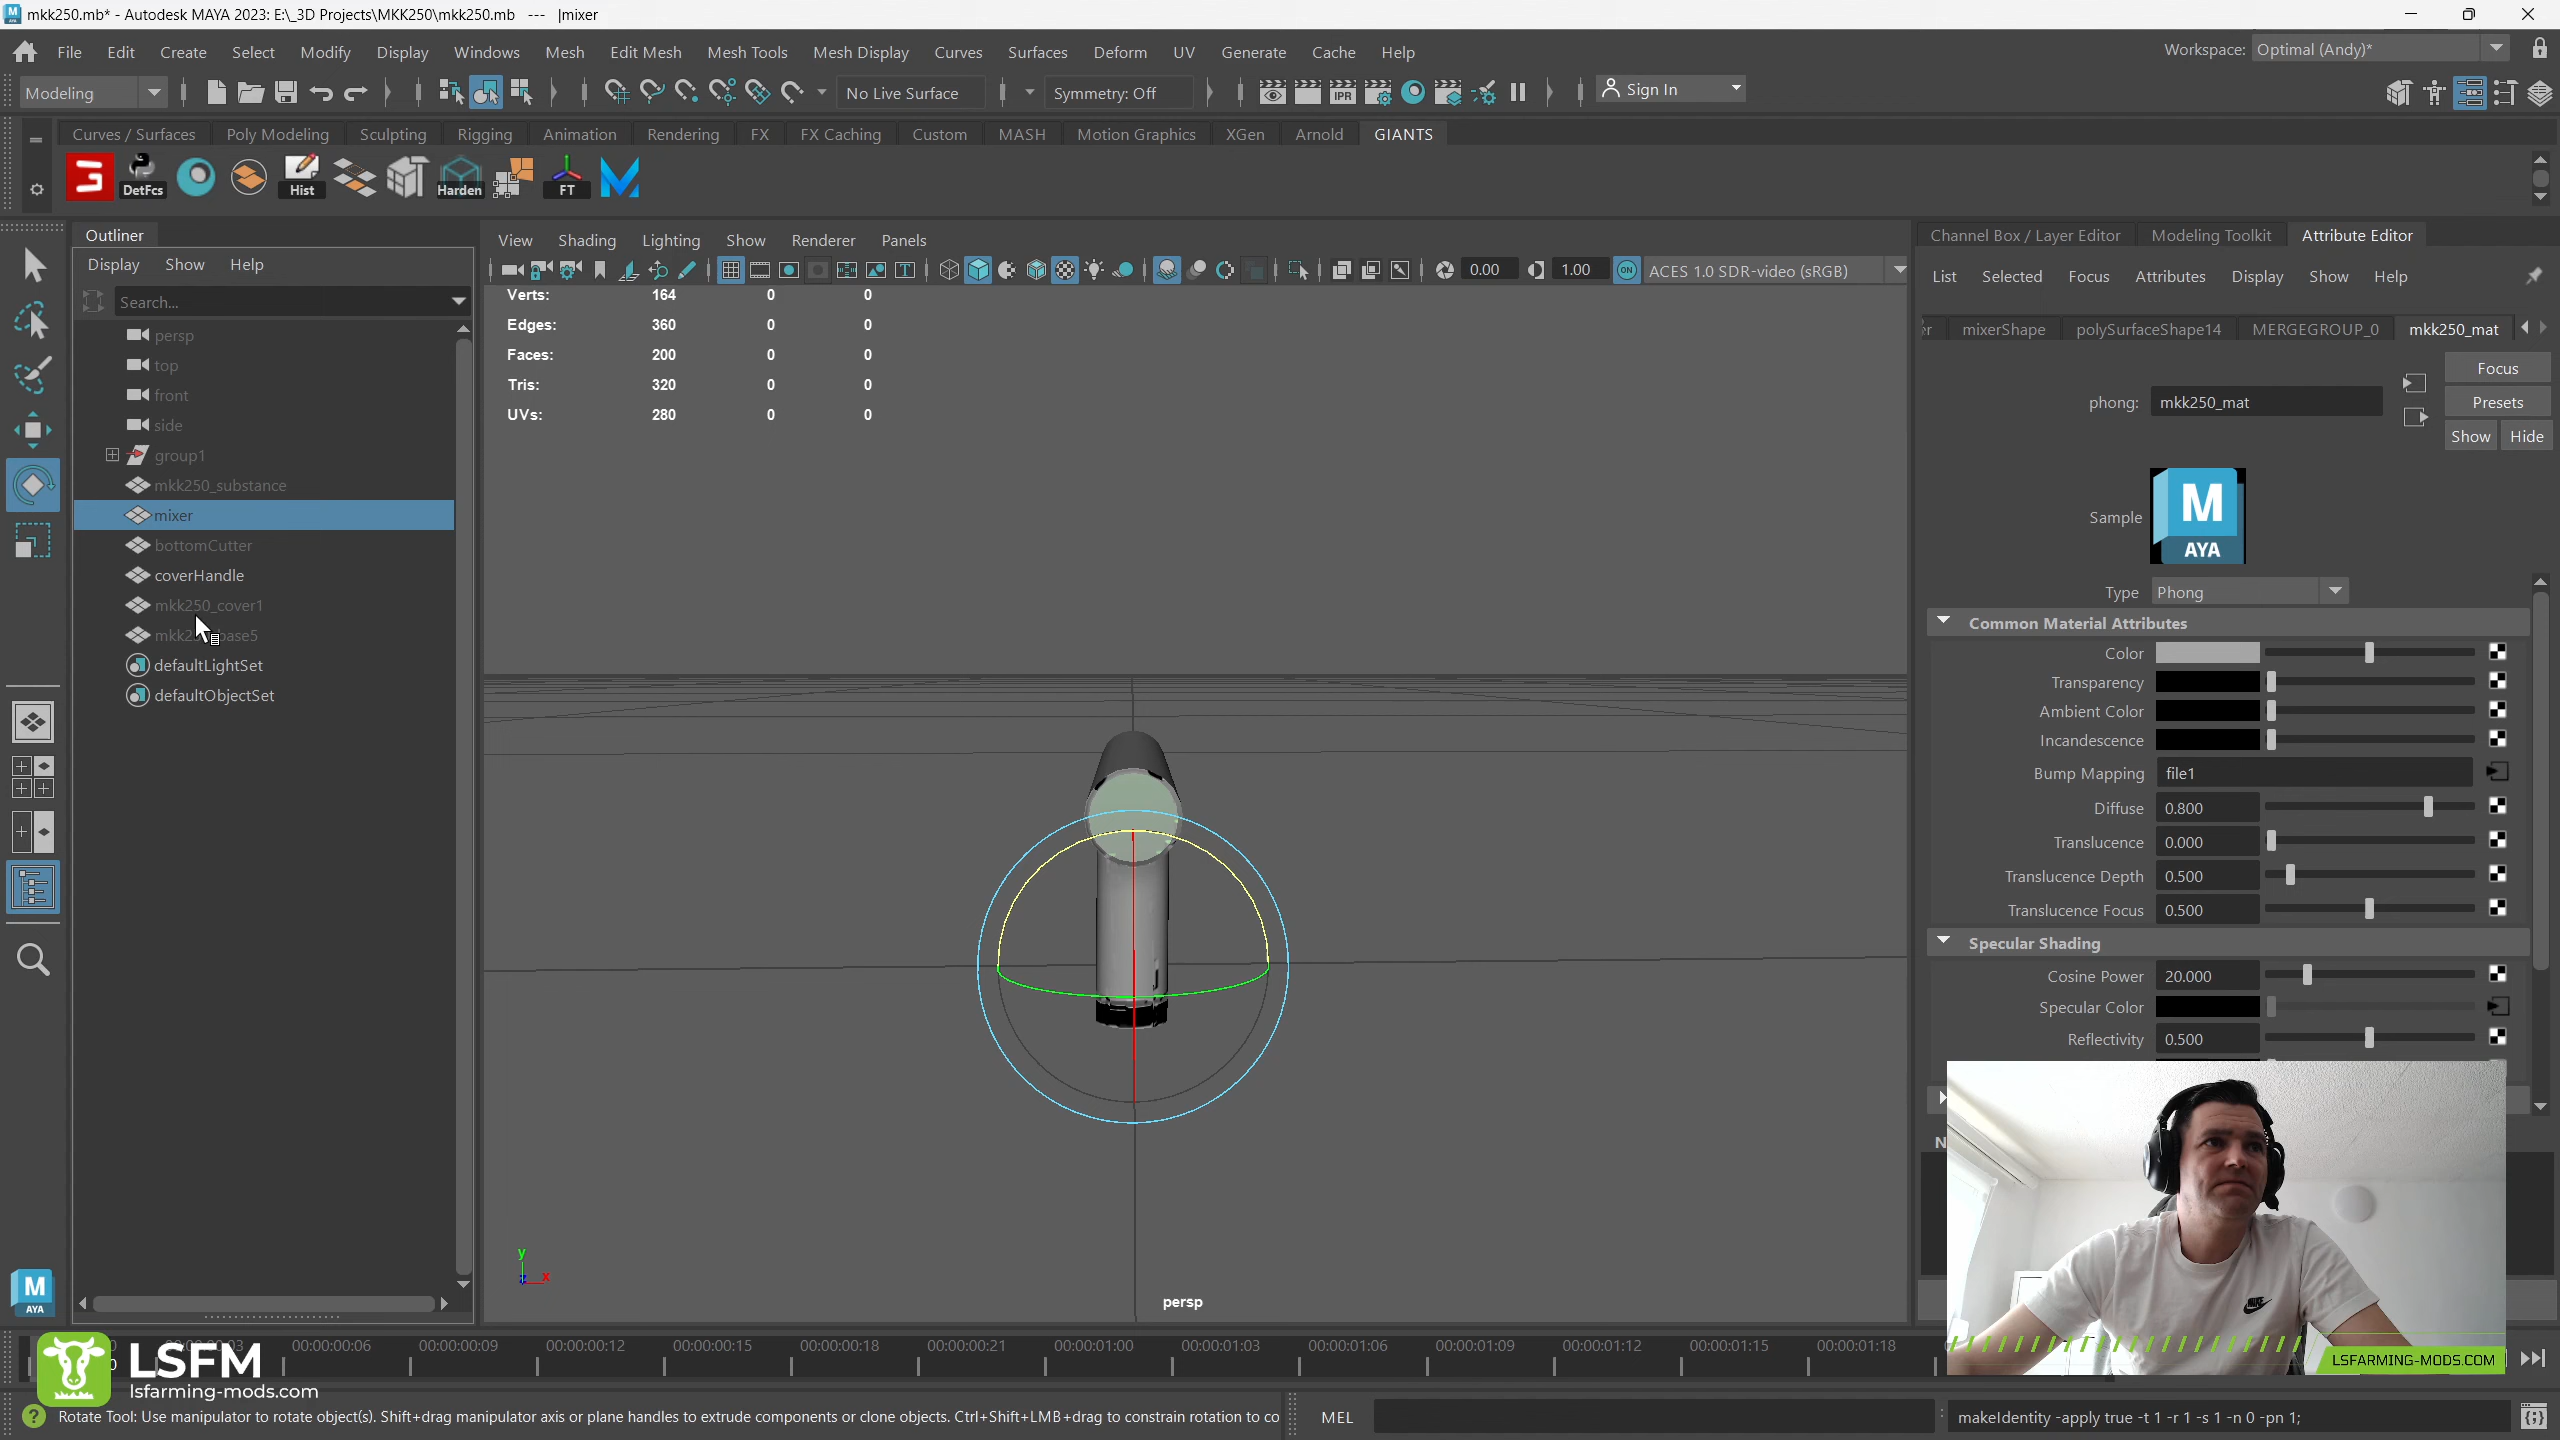 mkk250.mb* - Autodesk MAYA 2023: E:\_3D Projects\MKK250\mkk250.mb --- |mixer
File Edit Create Select Modify Display Windows Mesh Edit Mesh Mesh Tools Mesh Display Curves Surfaces Deform UV Generate Cache Help
Workspace: Optimal (Andy)*
Modeling
No Live Surface
Symmetry: Off
IPR
Sign In
Curves / Surfaces Poly Modeling Sculpting Rigging Animation Rendering FX FX Caching Custom MASH Motion Graphics XGen Arnold GIANTS
DetFcs
Hist
Harden
FT
Outliner
Display Show Help
Search...
persp
top
front
side
group1
mkk250_substance
mixer
bottomCutter
coverHandle
mkk250_cover1
defaultLightSet
defaultObjectSet
View Shading Lighting Show Renderer Panels
0.00
1.00
ON
ACES 1.0 SDR-video (sRGB)
Verts: 164 0 0
Edges: 360 0 0
Faces: 200 0 0
Tris: 320 0 0
UVs: 280 0 0
y
z x
persp
Channel Box / Layer Editor Modeling Toolkit Attribute Editor
List Selected Focus Attributes Display Show Help
mixerShape polySurfaceShape14 MERGEGROUP_0 mkk250_mat
phong: mkk250_mat
Focus
Presets
Show Hide
Sample
M
AYA
Type Phong
Common Material Attributes
Color
Transparency
Ambient Color
Incandescence
Bump Mapping file1
Diffuse 0.800
Translucence 0.000
Translucence Depth 0.500
Translucence Focus 0.500
Specular Shading
Cosine Power 20.000
Specular Color
Reflectivity 0.500
M
AYA
00:00:00:06 00:00:00:09 00:00:00:12 00:00:00:15 00:00:00:18 00:00:00:21 00:00:01:00 00:00:01:03 00:00:01:06 00:00:01:09 00:00:01:12 00:00:01:15 00:00:01:18
LSFM
lsfarming-mods.com
LSFARMING-MODS.COM
Rotate Tool: Use manipulator to rotate object(s). Shift+drag manipulator axis or plane handles to extrude components or clone objects. Ctrl+Shift+LMB+drag to constrain rotation to co
MEL
makeIdentity -apply true -t 1 -r 1 -s 1 -n 0 -pn 1;